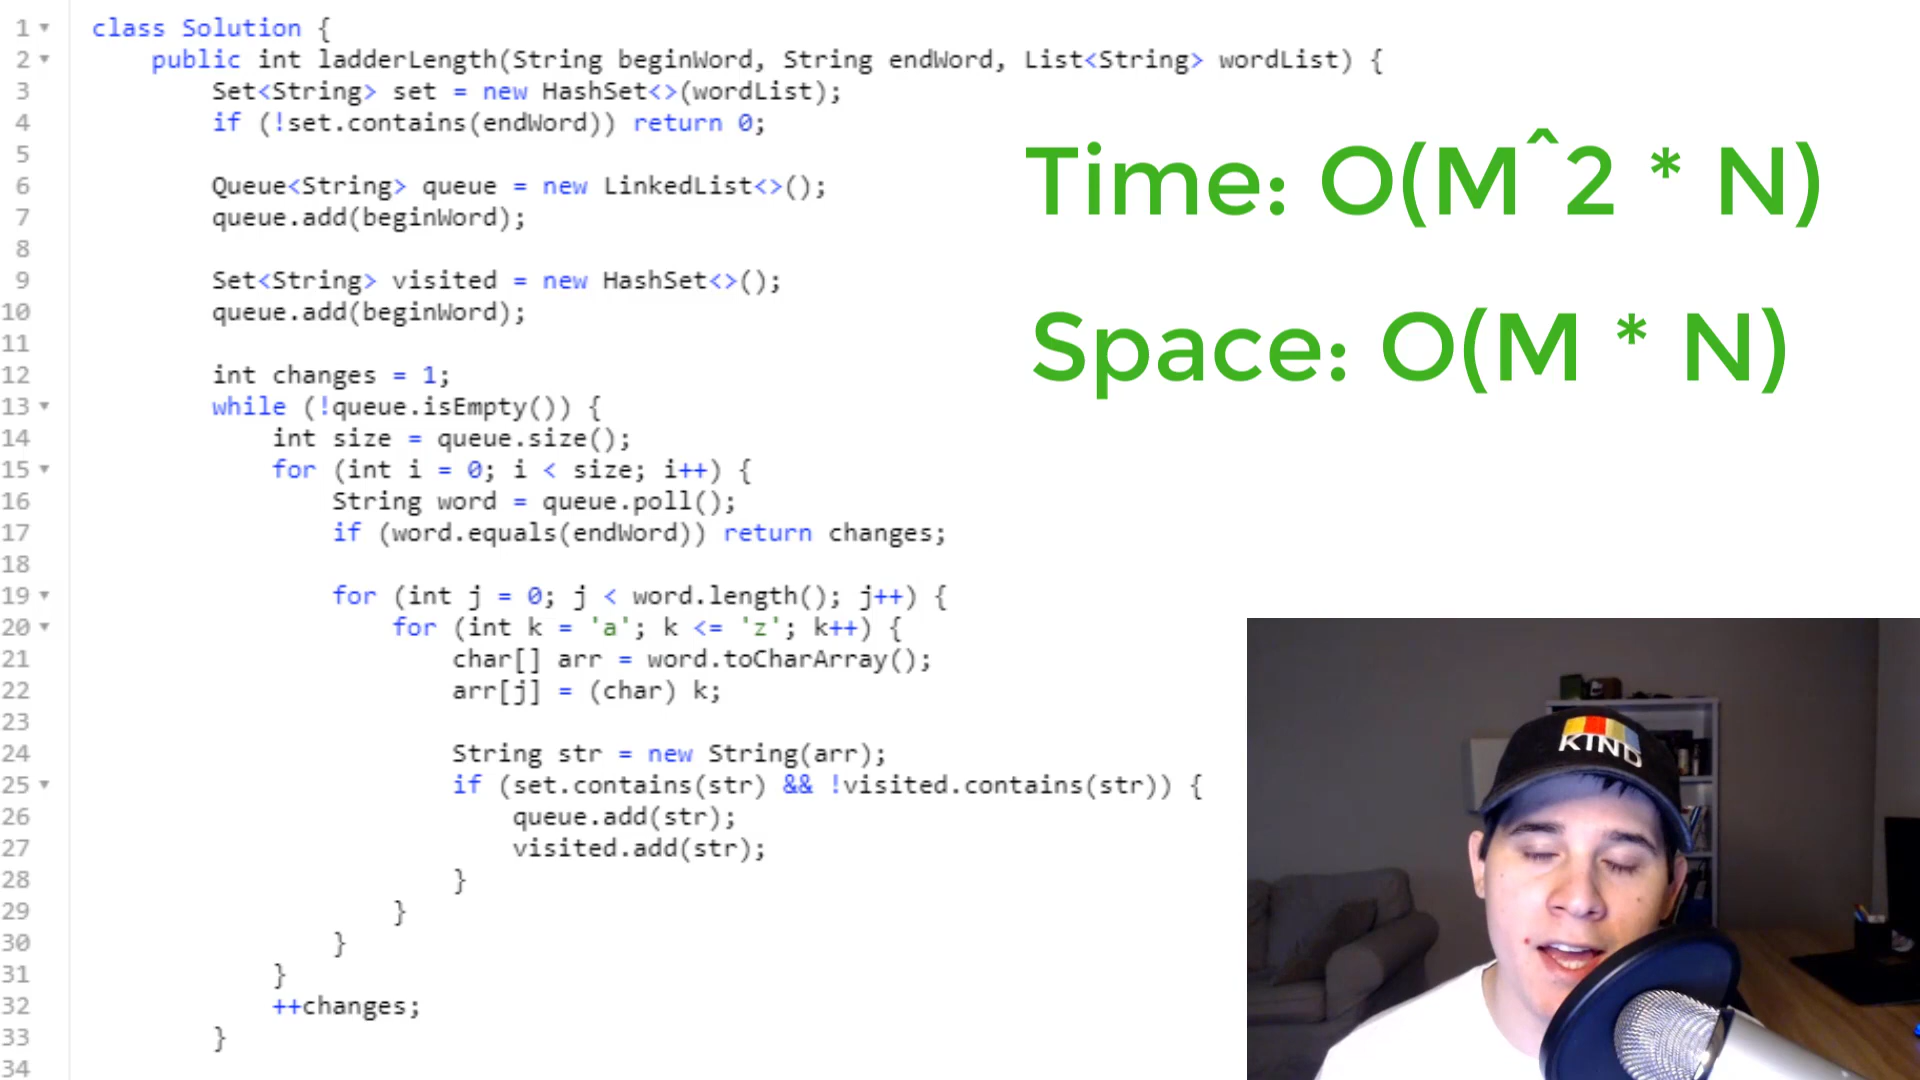 1 class Solution {
2 public int ladderLength(String beginWord, String endWord, List<String> wordList) {
3 Set<String> set = new HashSet<>(wordList);
4 if (!set.contains(endWord)) return 0;
5
6 Queue<String> queue = new LinkedList<>();
7 queue.add(beginWord);
8
9 Set<String> visited = new HashSet<>();
10 queue.add(beginWord);
11
12 int changes = 1;
13 while (!queue.isEmpty()) {
14 int size = queue.size();
15 for (int i = 0; i < size; i++) {
16 String word = queue.poll();
17 if (word.equals(endWord)) return changes;
18
19 for (int j = 0; j < word.length(); j++) {
20 for (int k = 'a'; k <= 'z'; k++) {
21 char[] arr = word.toCharArray();
22 arr[j] = (char) k;
23
24 String str = new String(arr);
25 if (set.contains(str) && !visited.contains(str)) {
26 queue.add(str);
27 visited.add(str);
28 }
29 }
30 }
31 }
32 ++changes;
33 }
34
Time: O(M^2 * N)
Space: O(M * N)
KIND